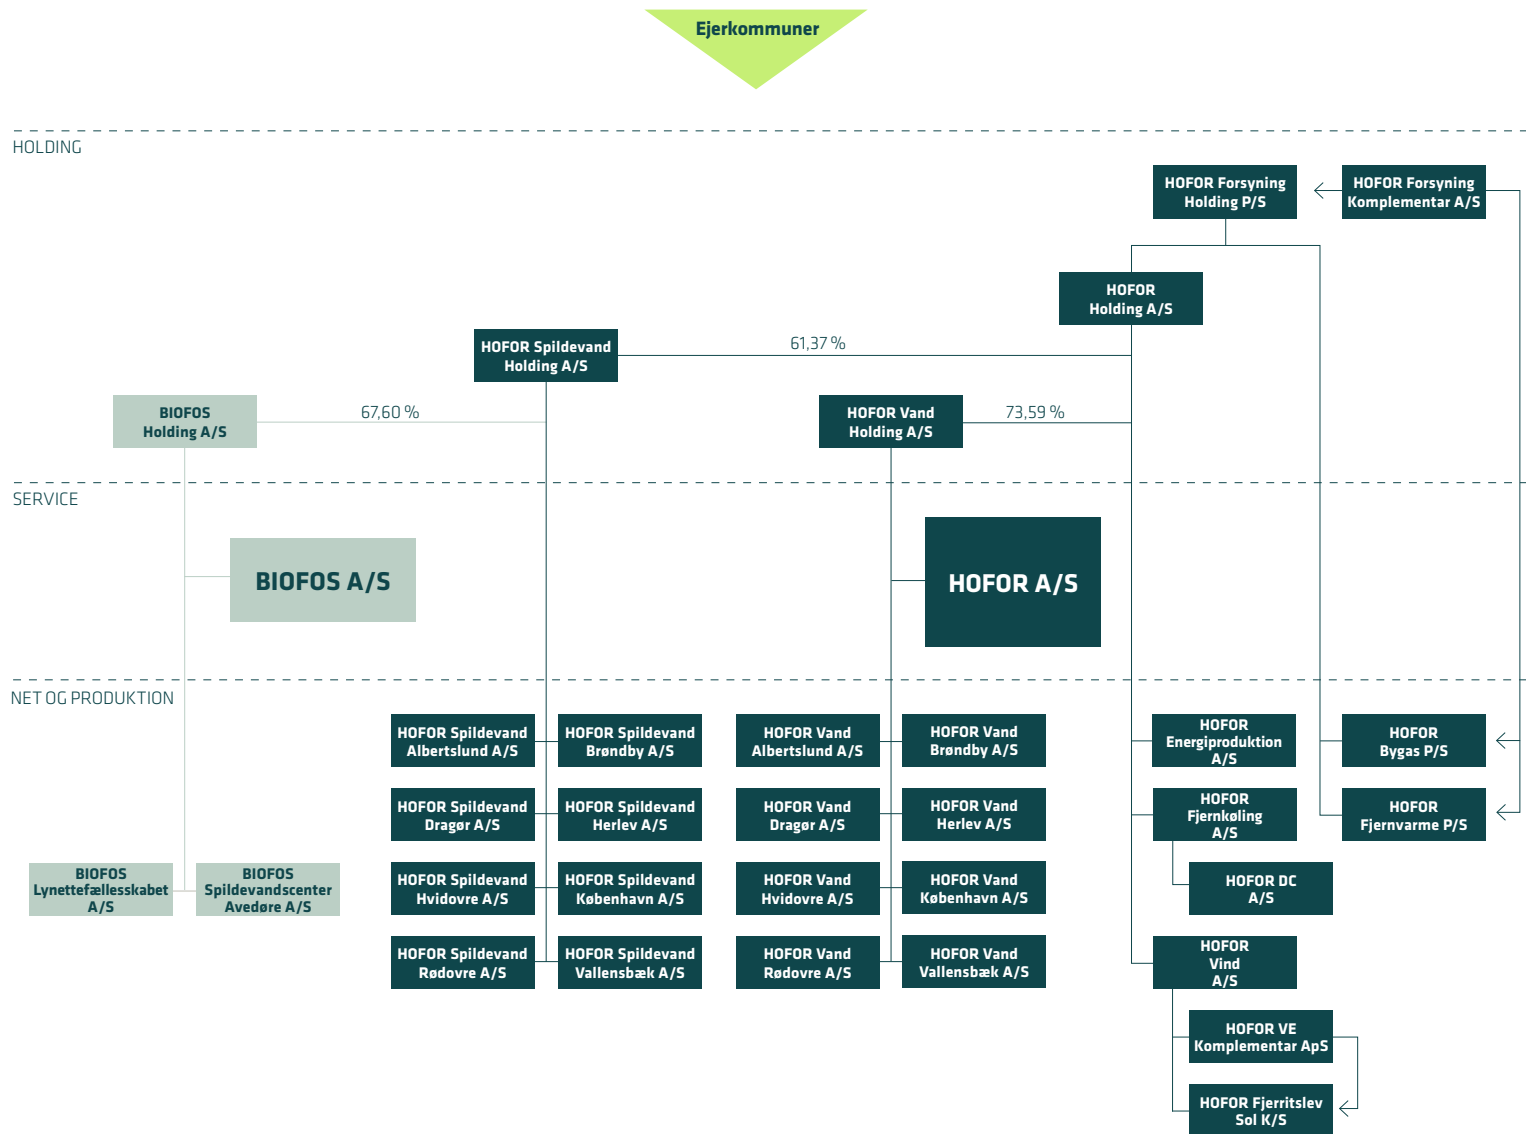 Ejerkommuner
HOLDING
HOFOR Forsyning
Holding P/S
HOFOR Forsyning
Komplementar A/S
HOFOR
Holding A/S
HOFOR Spildevand
Holding A/S
61,37 %
BIOFOS
Holding A/S
67,60 %
HOFOR Vand
Holding A/S
73,59 %
SERVICE
BIOFOS A/S
HOFOR A/S
NET OG PRODUKTION
HOFOR Spildevand
Albertslund A/S
HOFOR Spildevand
Brøndby A/S
HOFOR Vand
Albertslund A/S
HOFOR Vand
Brøndby A/S
HOFOR
Energiproduktion
A/S
HOFOR
Bygas P/S
HOFOR Spildevand
Dragør A/S
HOFOR Spildevand
Herlev A/S
HOFOR Vand
Dragør A/S
HOFOR Vand
Herlev A/S
HOFOR
Fjernkøling
A/S
HOFOR
Fjernvarme P/S
BIOFOS
Lynettefællesskabet
A/S
BIOFOS
Spildevandscenter
Avedøre A/S
HOFOR Spildevand
Hvidovre A/S
HOFOR Spildevand
København A/S
HOFOR Vand
Hvidovre A/S
HOFOR Vand
København A/S
HOFOR DC
A/S
HOFOR Spildevand
Rødovre A/S
HOFOR Spildevand
Vallensbæk A/S
HOFOR Vand
Rødovre A/S
HOFOR Vand
Vallensbæk A/S
HOFOR
Vind
A/S
HOFOR VE
Komplementar ApS
HOFOR Fjerritslev
Sol K/S